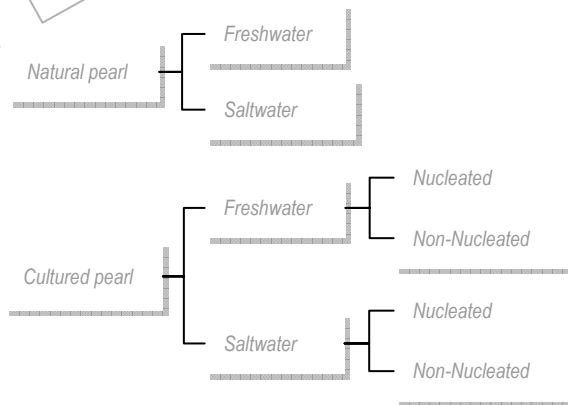 Freshwater
Natural pearl
Saltwater
Nucleated
Freshwater
Non-Nucleated
Cultured pearl
Nucleated
Saltwater
Non-Nucleated